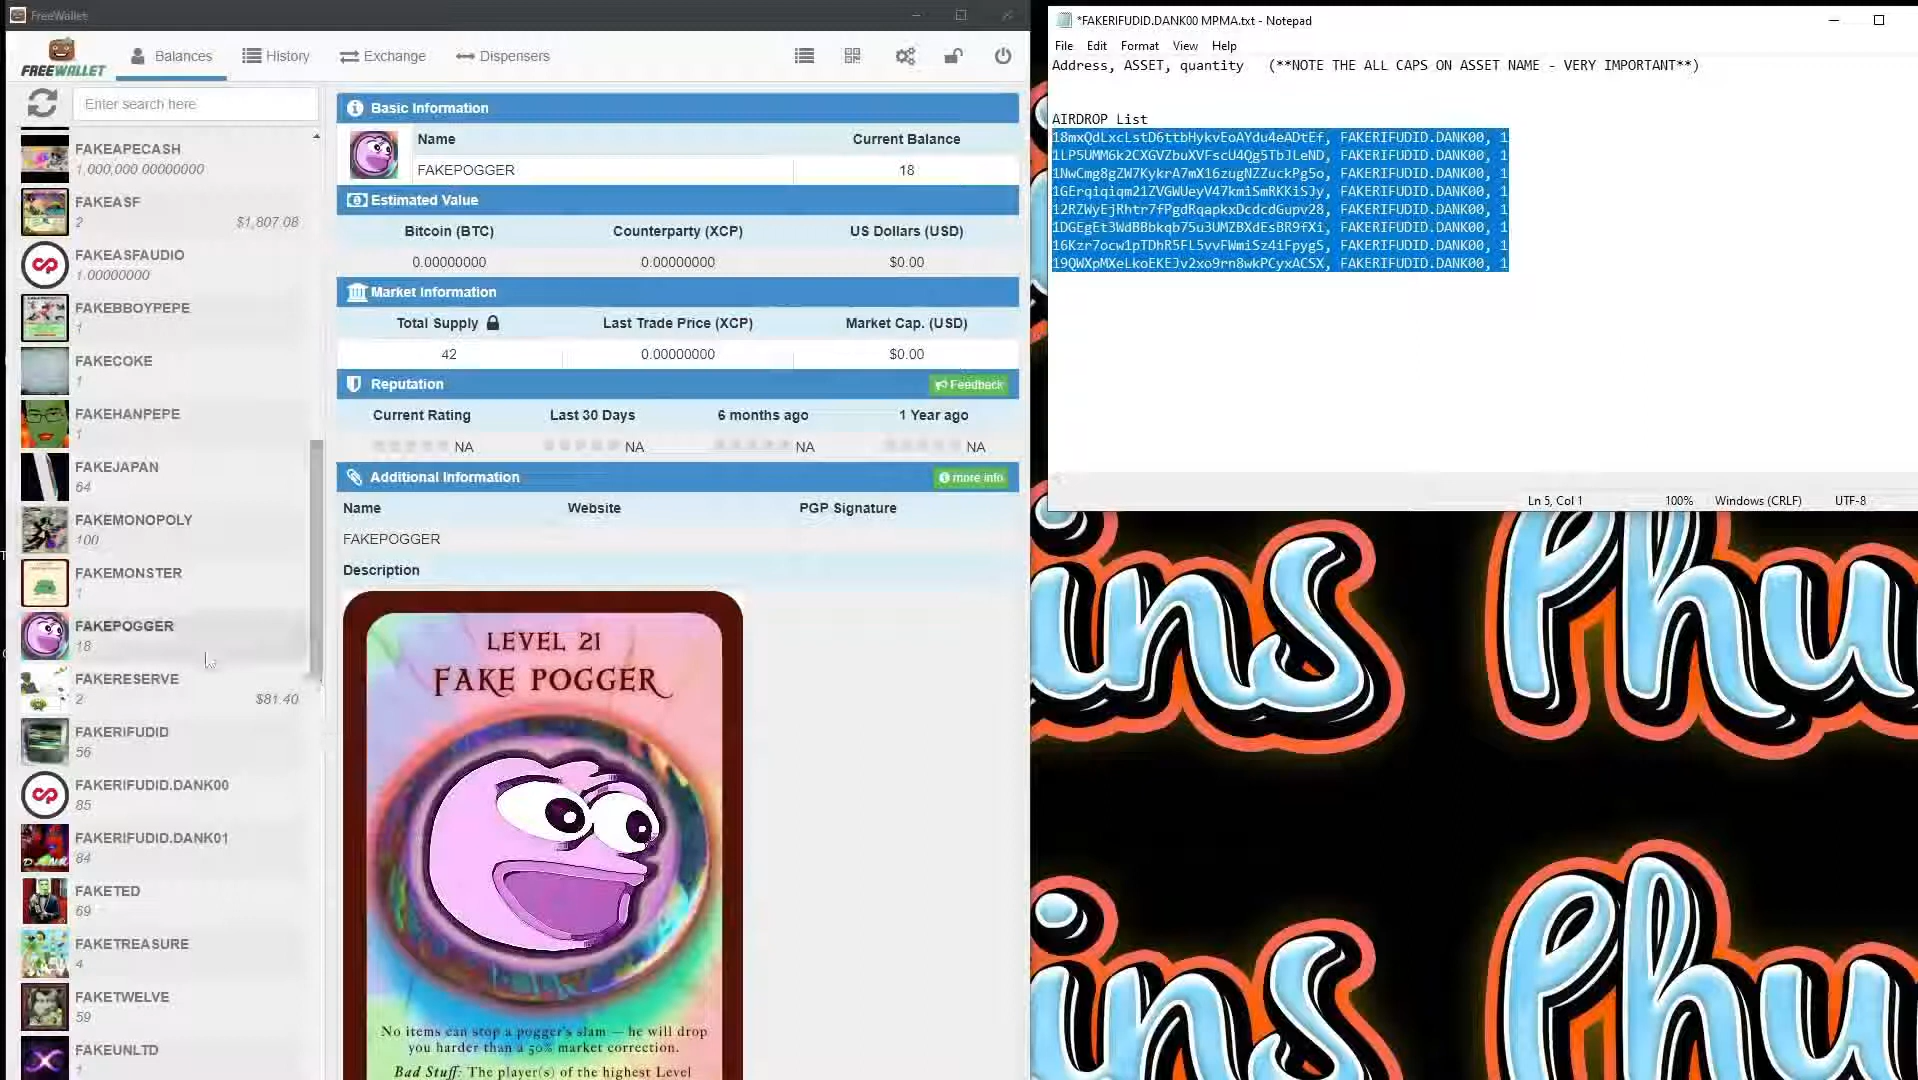 FreeWallet
FREEWALLET
Balances
History
Exchange
Dispensers
Enter search here
FAKEAPECASH
1,000,000.00000000
FAKEASF
2
$1,807.08
FAKEASFAUDIO
1.00000000
FAKEBBOYPEPE
1
FAKECOKE
1
FAKEHANPEPE
1
FAKEJAPAN
64
FAKEMONOPOLY
100
FAKEMONSTER
1
FAKEPOGGER
18
FAKERESERVE
2
$81.40
FAKERIFUDID
56
FAKERIFUDID.DANK00
85
FAKERIFUDID.DANK01
84
FAKETED
69
FAKETREASURE
4
FAKETWELVE
59
FAKEUNLTD
1
Basic Information
Name
Current Balance
FAKEPOGGER
18
Estimated Value
Bitcoin (BTC)
Counterparty (XCP)
US Dollars (USD)
0.00000000
0.00000000
$0.00
Market Information
Total Supply
Last Trade Price (XCP)
Market Cap. (USD)
42
0.00000000
$0.00
Reputation
Feedback
Current Rating
Last 30 Days
6 months ago
1 Year ago
NA
NA
NA
NA
Additional Information
more info
Name
Website
PGP Signature
FAKEPOGGER
Description
LEVEL 21
FAKE POGGER
No items can stop a pogger's slam — he will drop
you harder than a 50% market correction.
Bad Stuff: The player(s) of the highest Level
*FAKERIFUDID.DANK00 MPMA.txt - Notepad
File Edit Format View Help
Address, ASSET, quantity (**NOTE THE ALL CAPS ON ASSET NAME - VERY IMPORTANT**)
AIRDROP List
18mxQdLxcLstD6ttbHykvEoAYdu4eADtEf, FAKERIFUDID.DANK00, 1
1LP5UMM6k2CXGVZbuXVFscU4Qg5TbJLeND, FAKERIFUDID.DANK00, 1
1NwCmg8gZW7KykrA7mX16zugNZZuckPg5o, FAKERIFUDID.DANK00, 1
1GErqiqiqm21ZVGWUeyV47kmiSmRKKiSJy, FAKERIFUDID.DANK00, 1
12RZWyEjRhtr7fPgdRqapkxDcdcdGupv28, FAKERIFUDID.DANK00, 1
1DGEgEt3WdBBbkqb75u3UMZBXdEsBR9fXi, FAKERIFUDID.DANK00, 1
16Kzr7ocw1pTDhR5FL5vvFWmiSz4iFpygS, FAKERIFUDID.DANK00, 1
19QWXpMXeLkoEKEJv2xo9rn8wkPCyxACSX, FAKERIFUDID.DANK00, 1
Ln 5, Col 1
100%
Windows (CRLF)
UTF-8
ins Phu
ins Phu